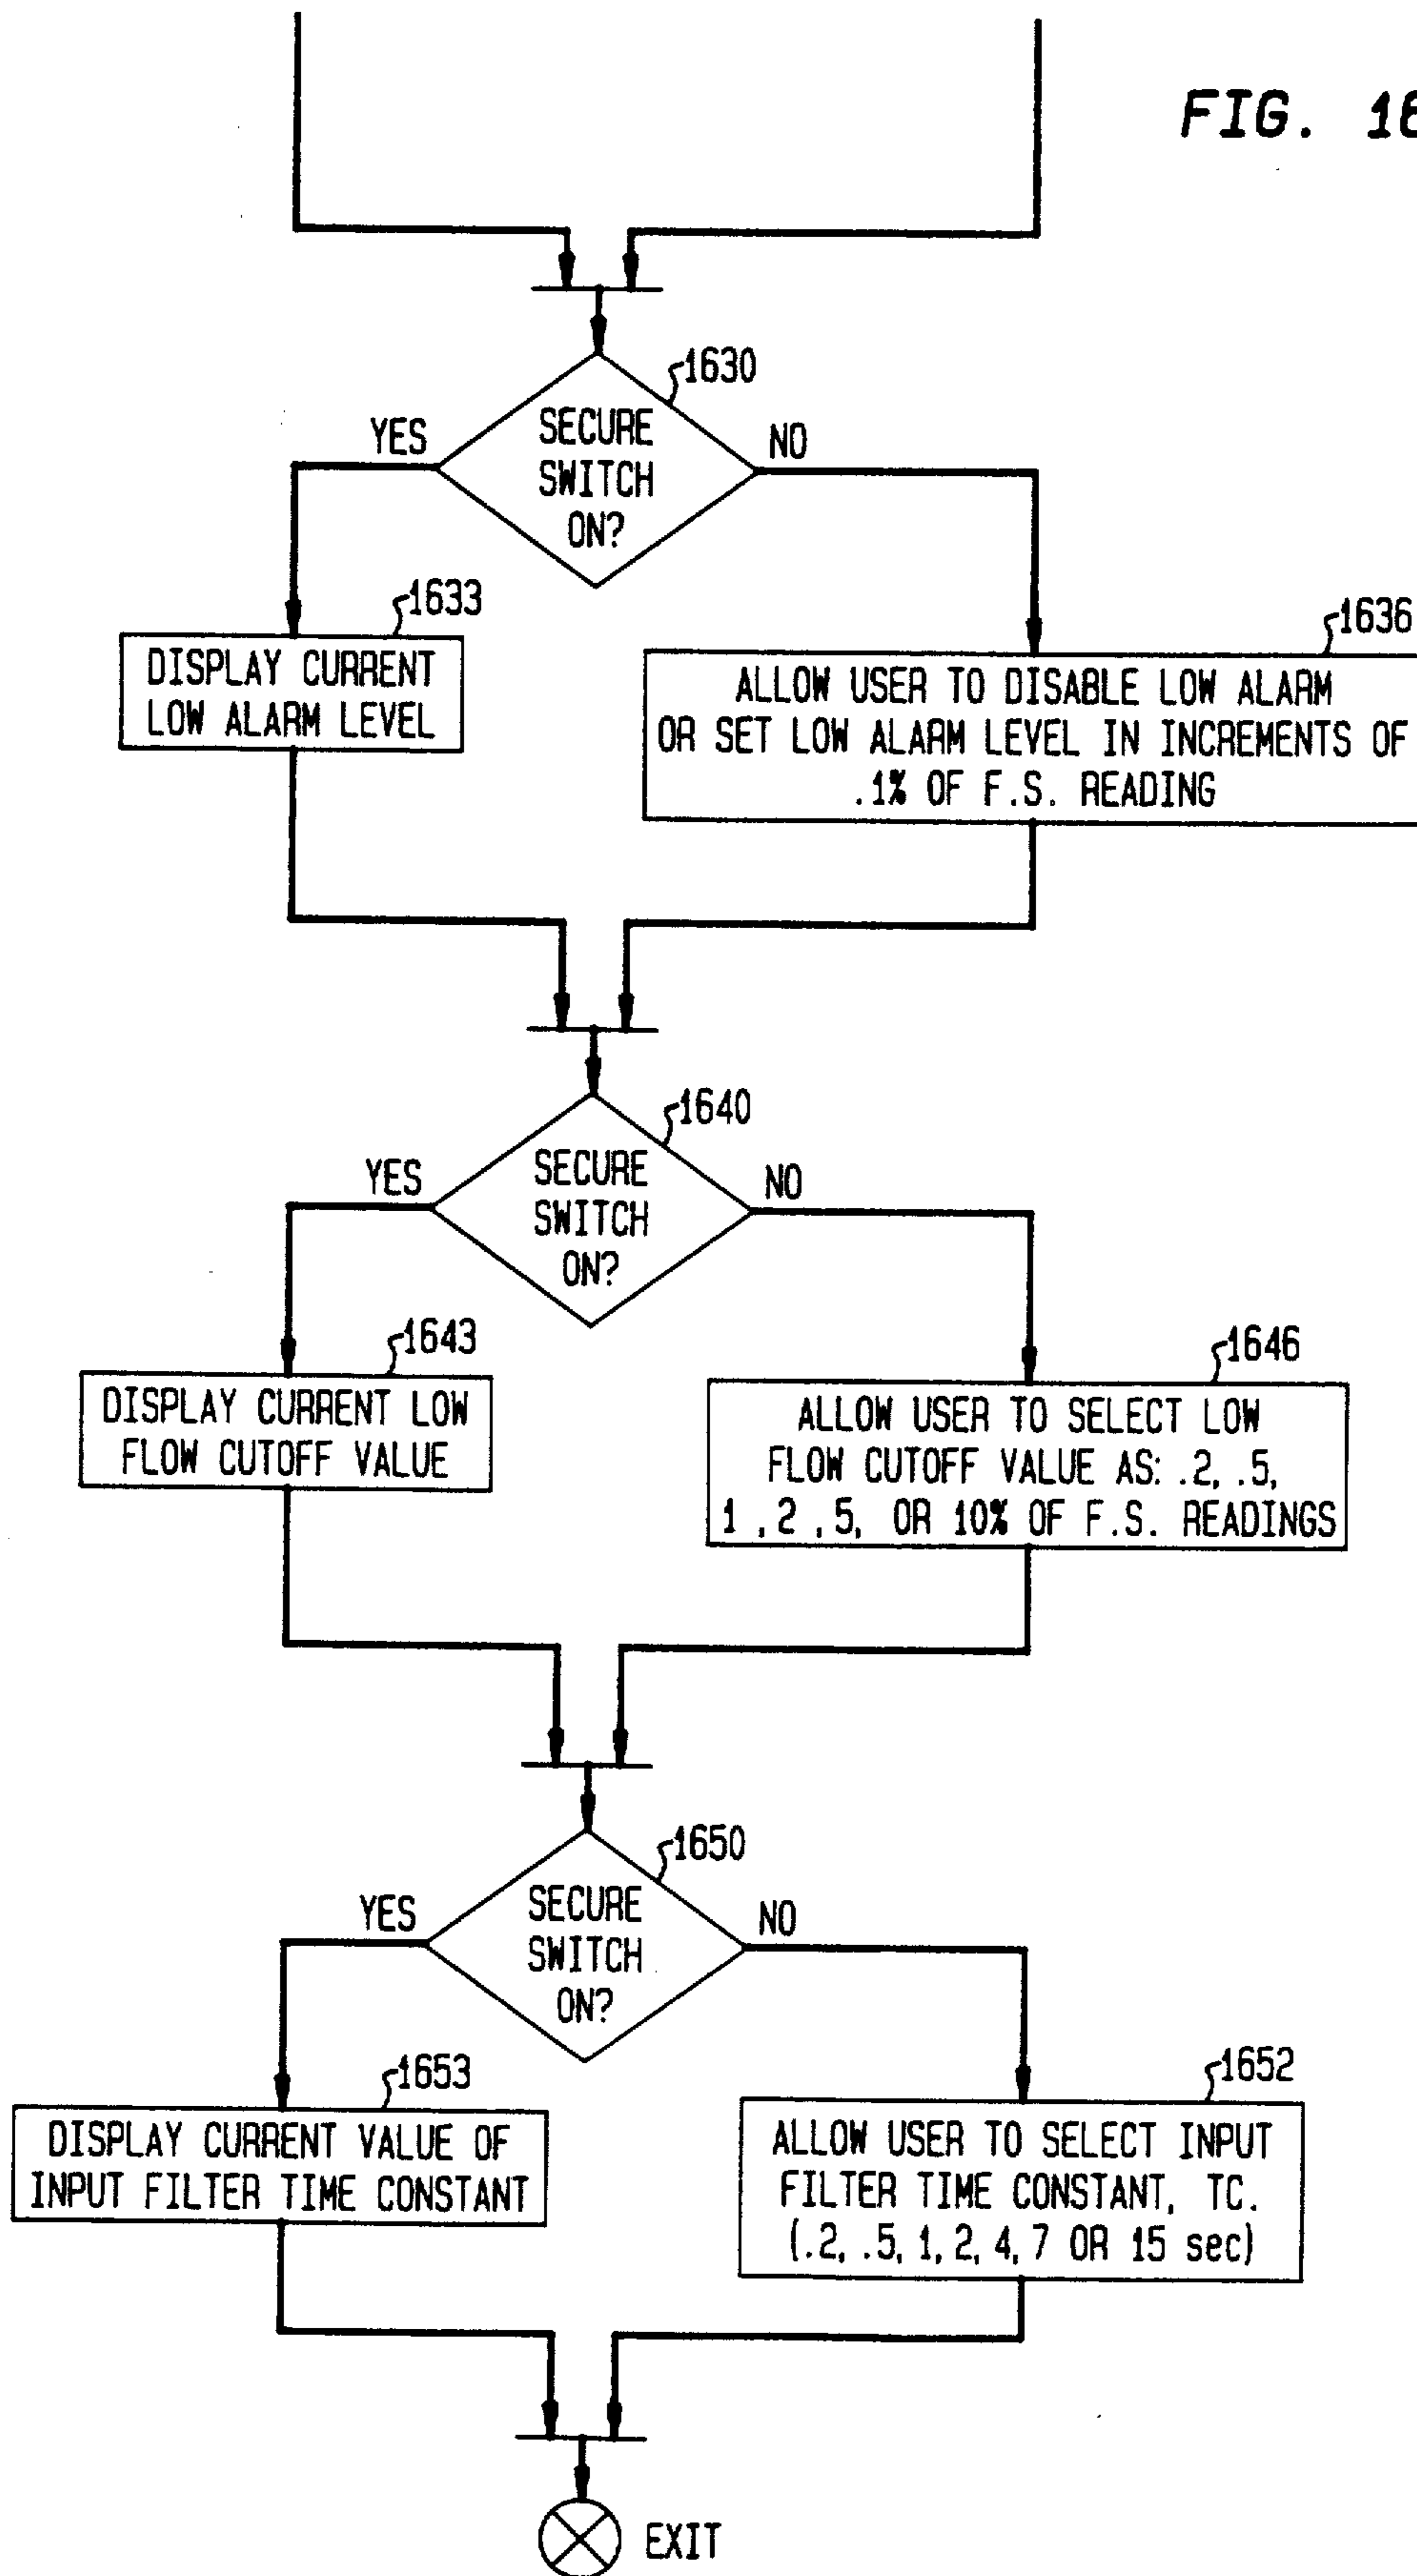 FIG. 16
1630
YES
SECURE
SWITCH
ON?
NO
1633
DISPLAY CURRENT
LOW ALARM LEVEL
1636
ALLOW USER TO DISABLE LOW ALARM
OR SET LOW ALARM LEVEL IN INCREMENTS OF
.1% OF F.S. READING
1640
YES
SECURE
SWITCH
ON?
NO
1643
DISPLAY CURRENT LOW
FLOW CUTOFF VALUE
1646
ALLOW USER TO SELECT LOW
FLOW CUTOFF VALUE AS: .2, .5,
1 , 2 , 5, OR 10% OF F.S. READINGS
1650
YES
SECURE
SWITCH
ON?
NO
1653
DISPLAY CURRENT VALUE OF
INPUT FILTER TIME CONSTANT
1652
ALLOW USER TO SELECT INPUT
FILTER TIME CONSTANT, TC.
(.2, .5, 1, 2, 4, 7 OR 15 sec)
EXIT